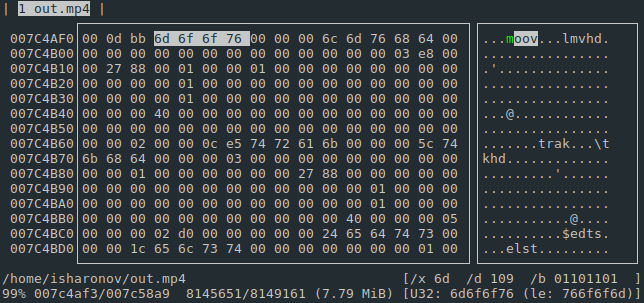 | 1 out.mp4 |
007C4AF0 00 0d bb 6d 6f 6f 76 00 00 00 6c 6d 76 68 64 00 ...moov...lmvhd.
007C4B00 00 00 00 00 00 00 00 00 00 00 00 00 00 03 e8 00 ................
007C4B10 00 27 88 00 01 00 00 01 00 00 00 00 00 00 00 00 .'..............
007C4B20 00 00 00 00 01 00 00 00 00 00 00 00 00 00 00 00 ................
007C4B30 00 00 00 00 01 00 00 00 00 00 00 00 00 00 00 00 ................
007C4B40 00 00 00 40 00 00 00 00 00 00 00 00 00 00 00 00 ...@............
007C4B50 00 00 00 00 00 00 00 00 00 00 00 00 00 00 00 00 ................
007C4B60 00 00 02 00 00 0c e5 74 72 61 6b 00 00 00 5c 74 .......trak...\t
007C4B70 6b 68 64 00 00 00 03 00 00 00 00 00 00 00 00 00 khd.............
007C4B80 00 00 01 00 00 00 00 00 00 27 88 00 00 00 00 00 .........'......
007C4B90 00 00 00 00 00 00 00 00 00 00 00 00 01 00 00 00 ................
007C4BA0 00 00 00 00 00 00 00 00 00 00 00 00 01 00 00 00 ................
007C4BB0 00 00 00 00 00 00 00 00 00 00 00 40 00 00 00 05 ...........@....
007C4BC0 00 00 00 02 d0 00 00 00 00 00 24 65 64 74 73 00 ..........$edts.
007C4BD0 00 00 1c 65 6c 73 74 00 00 00 00 00 00 00 01 00 ...elst.........
/home/isharonov/out.mp4 [/x 6d /d 109 /b 01101101 ]
99% 007c4af3/007c58a9 8145651/8149161 (7.79 MiB) [U32: 6d6f6f76 (le: 766f6f6d)]